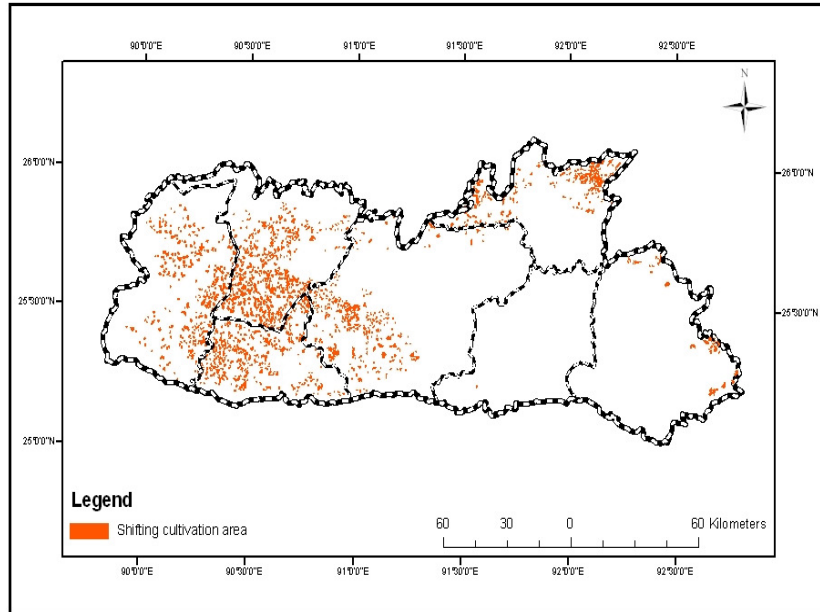 90°0'0"E 90°30'0"E 91°0'0"E 91°30'0"E 92°0'0"E 92°30'0"E
N
26°0'0"N 26°0'0"N
25°30'0"N 25°30'0"N
25°0'0"N
Legend
Shifting cultivation area
60 30 0 60 Kilometers
90°0'0"E 90°30'0"E 91°0'0"E 91°30'0"E 92°0'0"E 92°30'0"E